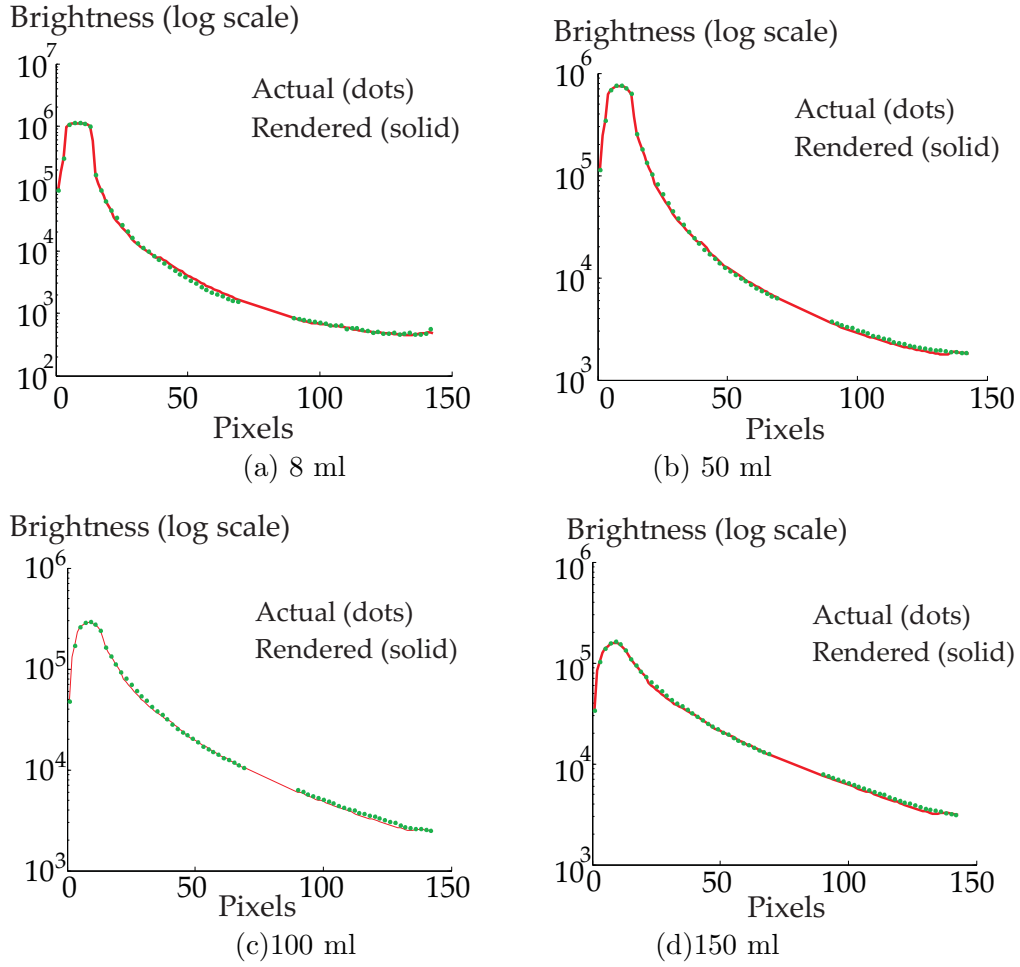 Brightness (log scale)
10^7
10^6
10^5
10^4
10^3
10^2
Actual (dots)
Rendered (solid)
0 50 100 150
Pixels
(a) 8 ml
Brightness (log scale)
10^6
10^5
10^4
10^3
Actual (dots)
Rendered (solid)
0 50 100 150
Pixels
(b) 50 ml
Brightness (log scale)
10^6
10^5
10^4
10^3
Actual (dots)
Rendered (solid)
0 50 100 150
Pixels
(c)100 ml
Brightness (log scale)
10^6
10^5
10^4
10^3
Actual (dots)
Rendered (solid)
0 50 100 150
Pixels
(d)150 ml